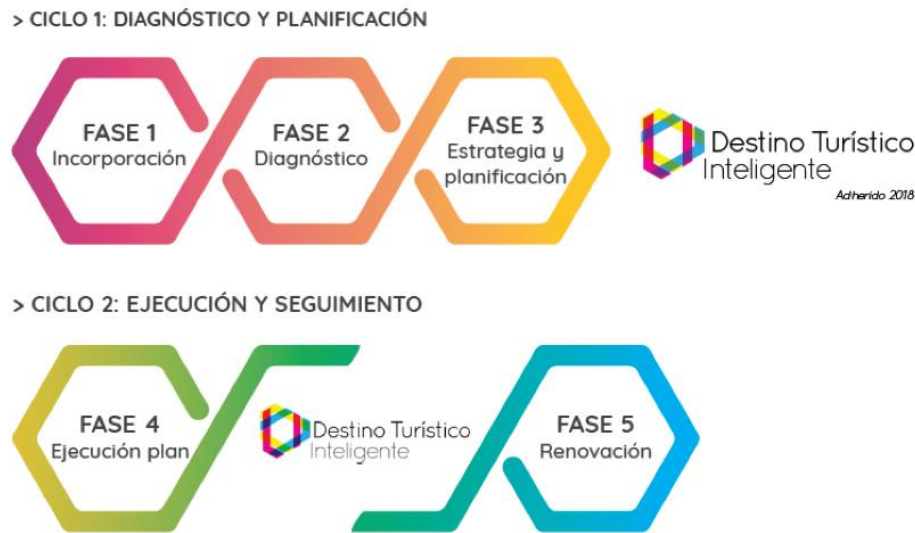 > CICLO 1: DIAGNÓSTICO Y PLANIFICACIÓN
FASE 1
Incorporación
FASE 2
Diagnóstico
FASE 3
Estrategia y
planificación
Destino Turístico
Inteligente
Adherido 2018
> CICLO 2: EJECUCIÓN Y SEGUIMIENTO
FASE 4
Ejecución plan
Destino Turístico
Inteligente
FASE 5
Renovación